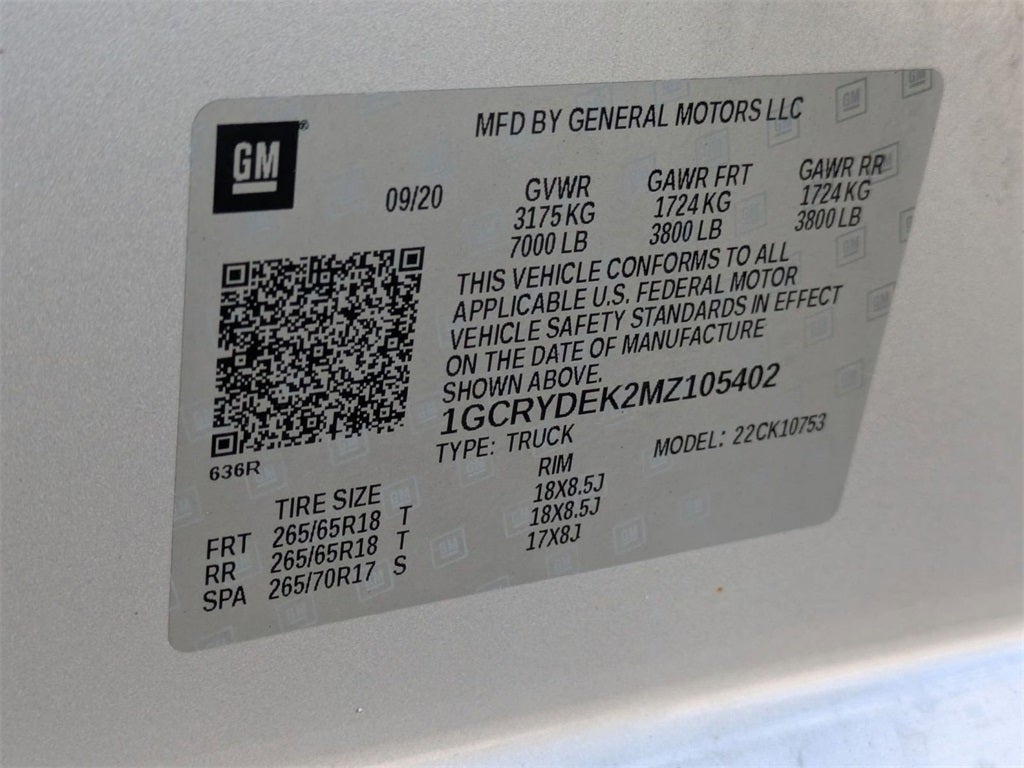 MFD BY GENERAL MOTORS LLC
GM
®
09/20
GVWR GAWR FRT GAWR RR
3175 KG 1724 KG 1724 KG
7000 LB 3800 LB 3800 LB
THIS VEHICLE CONFORMS TO ALL
APPLICABLE U.S. FEDERAL MOTOR
VEHICLE SAFETY STANDARDS IN EFFECT
ON THE DATE OF MANUFACTURE
SHOWN ABOVE.
1GCRYDEK2MZ105402
TYPE: TRUCK MODEL: 22CK10753
636R
TIRE SIZE RIM
FRT 265/65R18 T 18X8.5J
RR 265/65R18 T 18X8.5J
SPA 265/70R17 S 17X8J